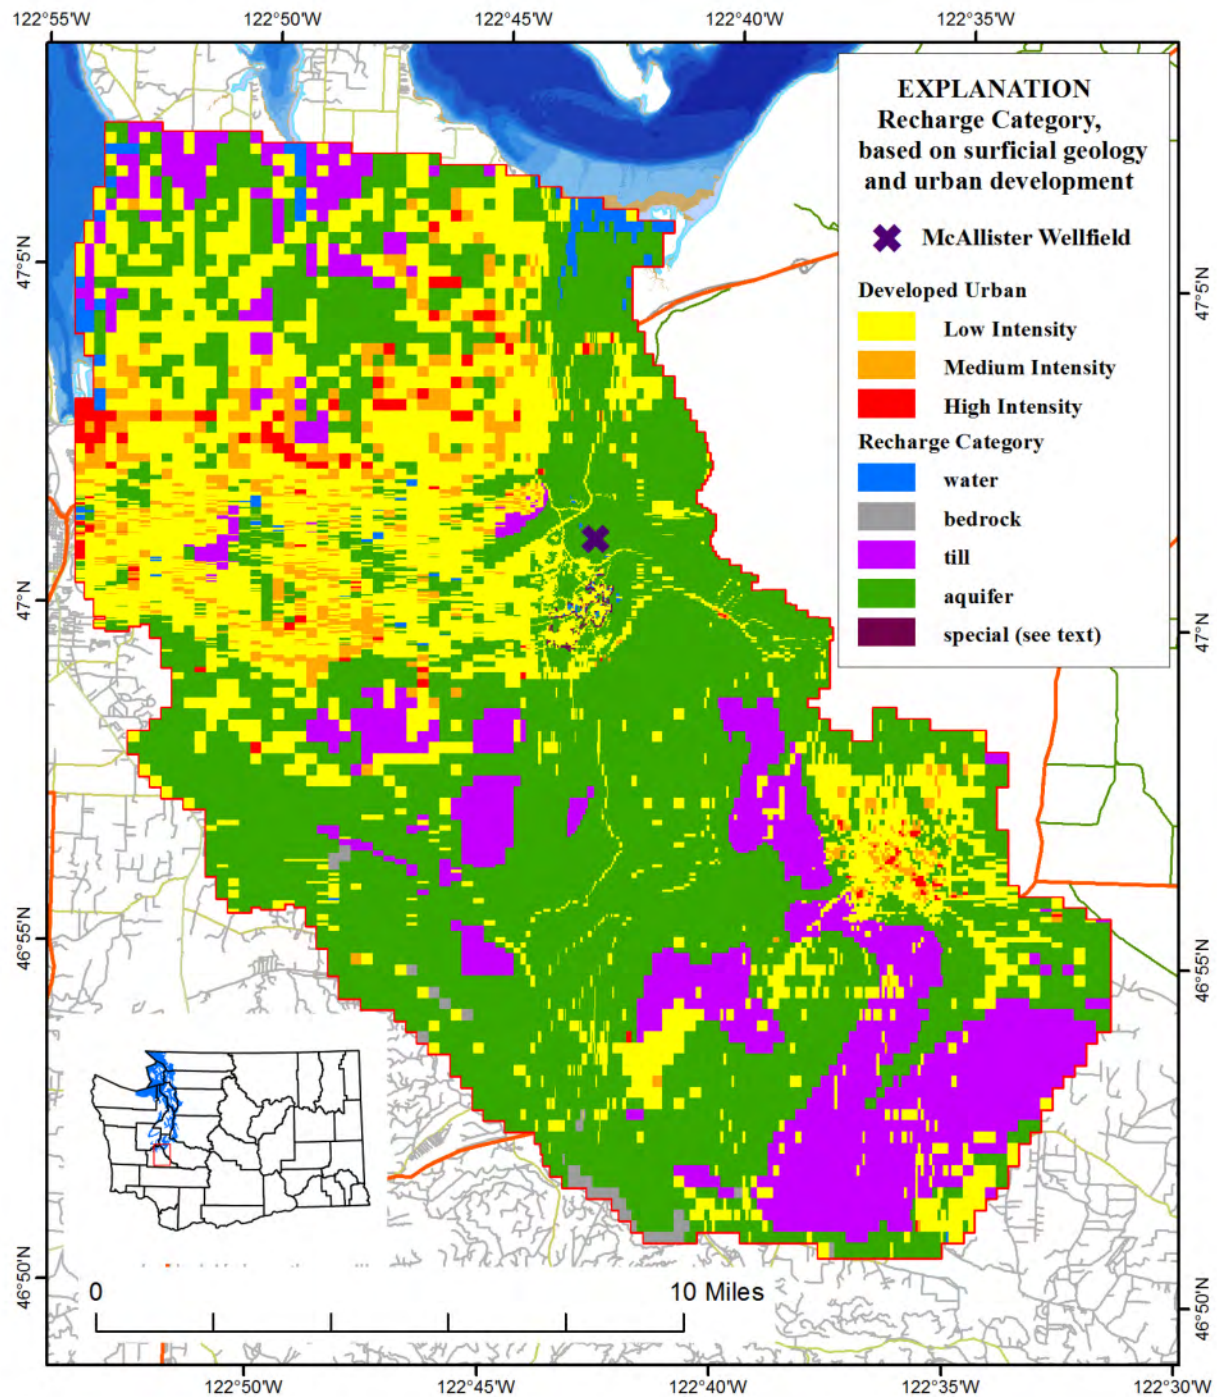 122°55'W 122°50'W 122°45'W 122°40'W 122°35'W
EXPLANATION
Recharge Category,
based on surficial geology
and urban development
McAllister Wellfield
Developed Urban
Low Intensity
Medium Intensity
High Intensity
Recharge Category
water
bedrock
till
aquifer
special (see text)
47°5'N
47°5'N
47°N
47°N
46°55'N
46°55'N
46°50'N
46°50'N
0 10 Miles
122°50'W 122°45'W 122°40'W 122°35'W 122°30'W